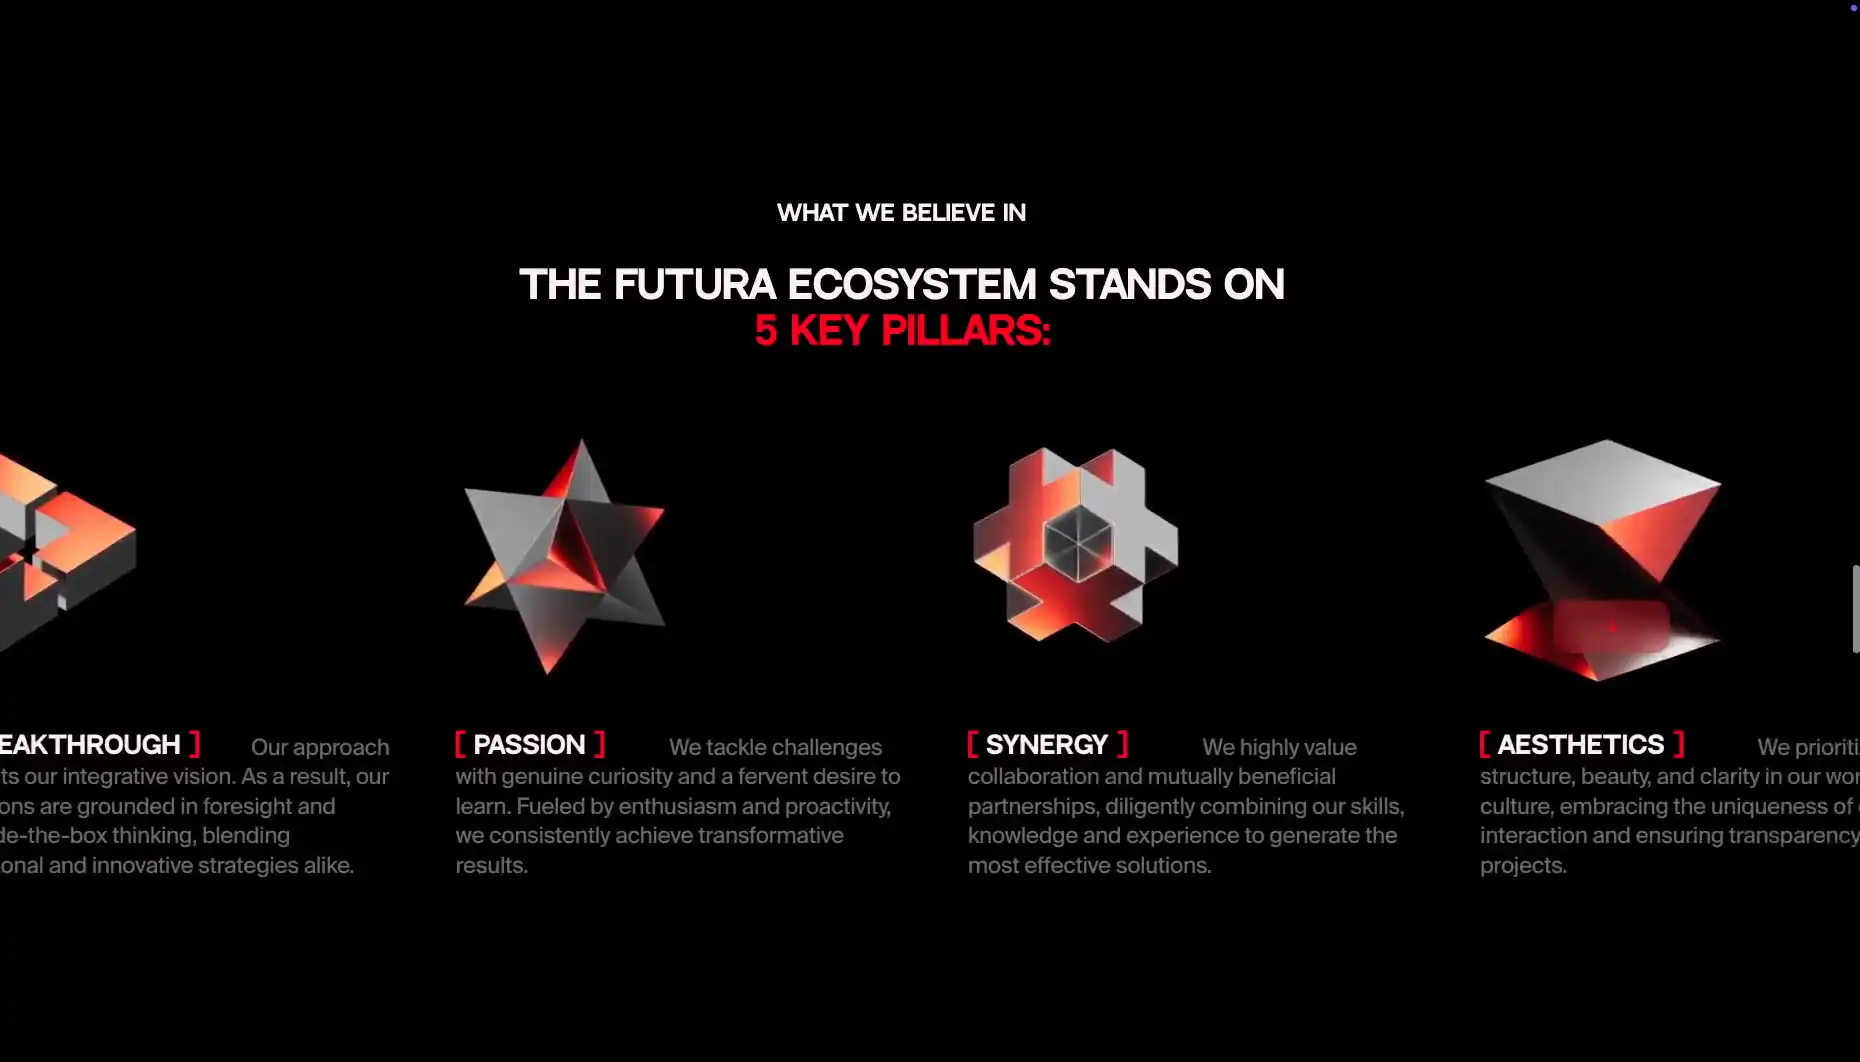 WHAT WE BELIEVE IN
THE FUTURA ECOSYSTEM STANDS ON
5 KEY PILLARS:
EAKTHROUGH ] Our approach
ts our integrative vision. As a result, our
ons are grounded in foresight and
de-the-box thinking, blending
onal and innovative strategies alike.
[ PASSION ] We tackle challenges
with genuine curiosity and a fervent desire to
learn. Fueled by enthusiasm and proactivity,
we consistently achieve transformative
results.
[ SYNERGY ] We highly value
collaboration and mutually beneficial
partnerships, diligently combining our skills,
knowledge and experience to generate the
most effective solutions.
[ AESTHETICS ] We prioriti
structure, beauty, and clarity in our wor
culture, embracing the uniqueness of
interaction and ensuring transparency
projects.